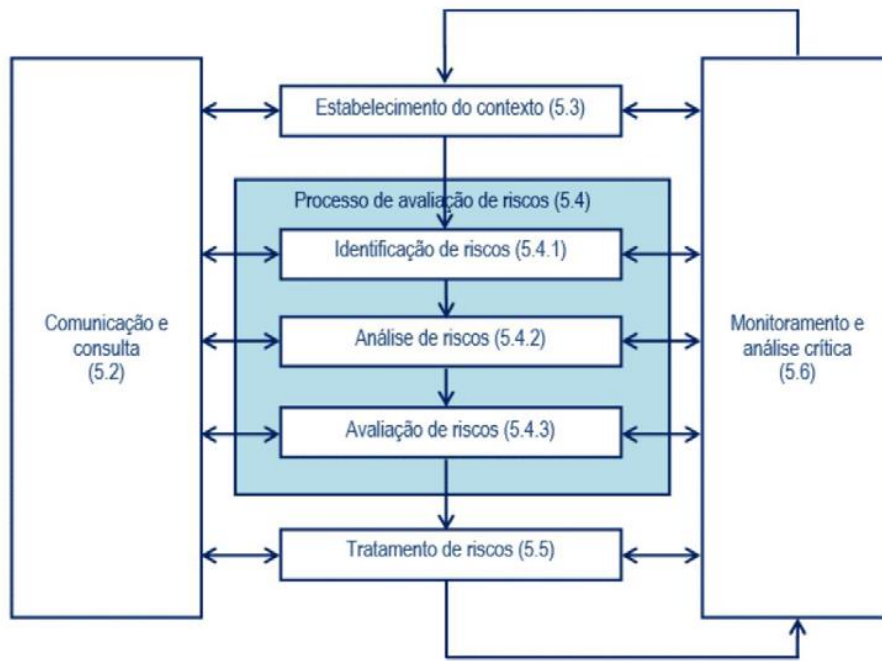 Estabelecimento do contexto (5.3)
Processo de avaliação de riscos (5.4)
Identificação de riscos (5.4.1)
Comunicação e
consulta
(5.2)
Análise de riscos (5.4.2)
Monitoramento e
análise crítica
(5.6)
Avaliação de riscos (5.4.3)
Tratamento de riscos (5.5)